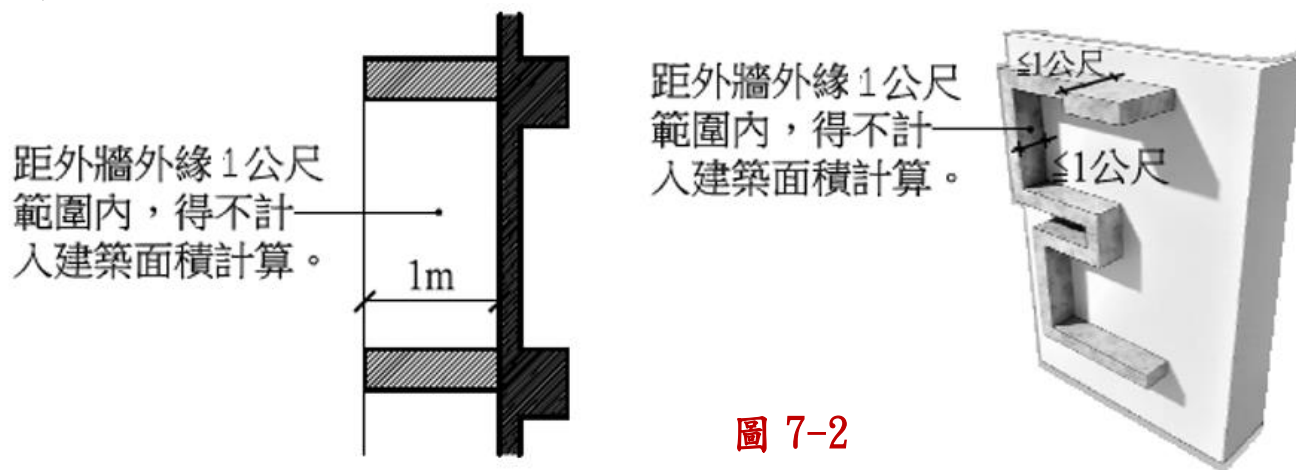 距外牆外緣1公尺
範圍內，得不計
入建築面積計算。
1m
距外牆外緣1公尺
範圍內，得不計
入建築面積計算。
≦1公尺
≦1公尺
圖 7-2